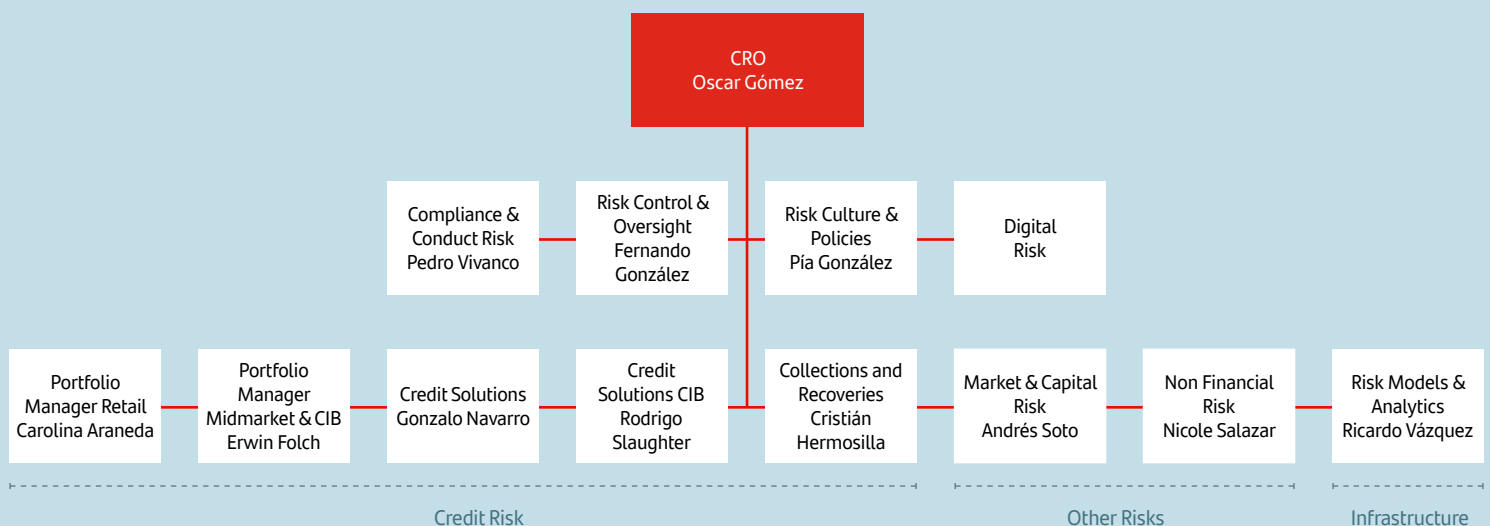 CRO
Oscar Gómez
Compliance &
Conduct Risk
Pedro Vivanco
Risk Control &
Oversight
Fernando
González
Risk Culture &
Policies
Pía González
Digital
Risk
Portfolio
Manager Retail
Carolina Araneda
Portfolio
Manager
Midmarket & CIB
Erwin Folch
Credit Solutions
Gonzalo Navarro
Credit
Solutions CIB
Rodrigo
Slaughter
Collections and
Recoveries
Cristián
Hermosilla
Market & Capital
Risk
Andrés Soto
Non Financial
Risk
Nicole Salazar
Risk Models &
Analytics
Ricardo Vázquez
Credit Risk
Other Risks
Infrastructure